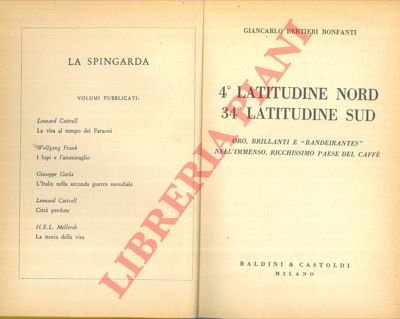 LA SPINGARDA
VOLUMI PUBBLICATI:
Leonard Cottrell
La vita al tempo dei Faraoni
Wolfgang Frank
I lupi e l'ammiraglio
Giuseppe Gorla
L'Italia nella seconda guerra mondiale
Leonard Cottrell
Città perdute
H.E.L. Mellersh
La storia della vita
GIANCARLO BERTIERI BONFANTI
4° LATITUDINE NORD
34° LATITUDINE SUD
ORO, BRILLANTI E "BANDEIRANTES"
NELL'IMMENSO, RICCHISSIMO PAESE DEL CAFFÈ
BALDINI & CASTOLDI
MILANO
LIBRERIA PIANI